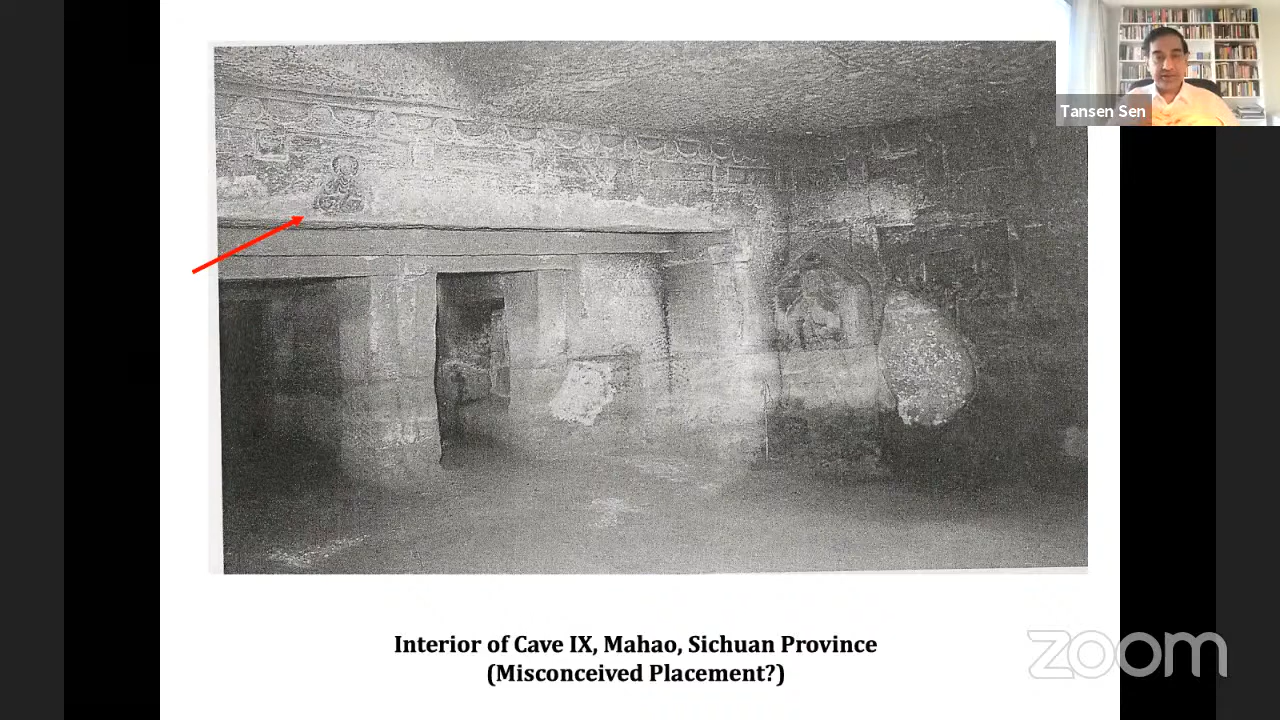 Tansen Sen
Interior of Cave IX, Mahao, Sichuan Province
(Misconceived Placement?)
zoom